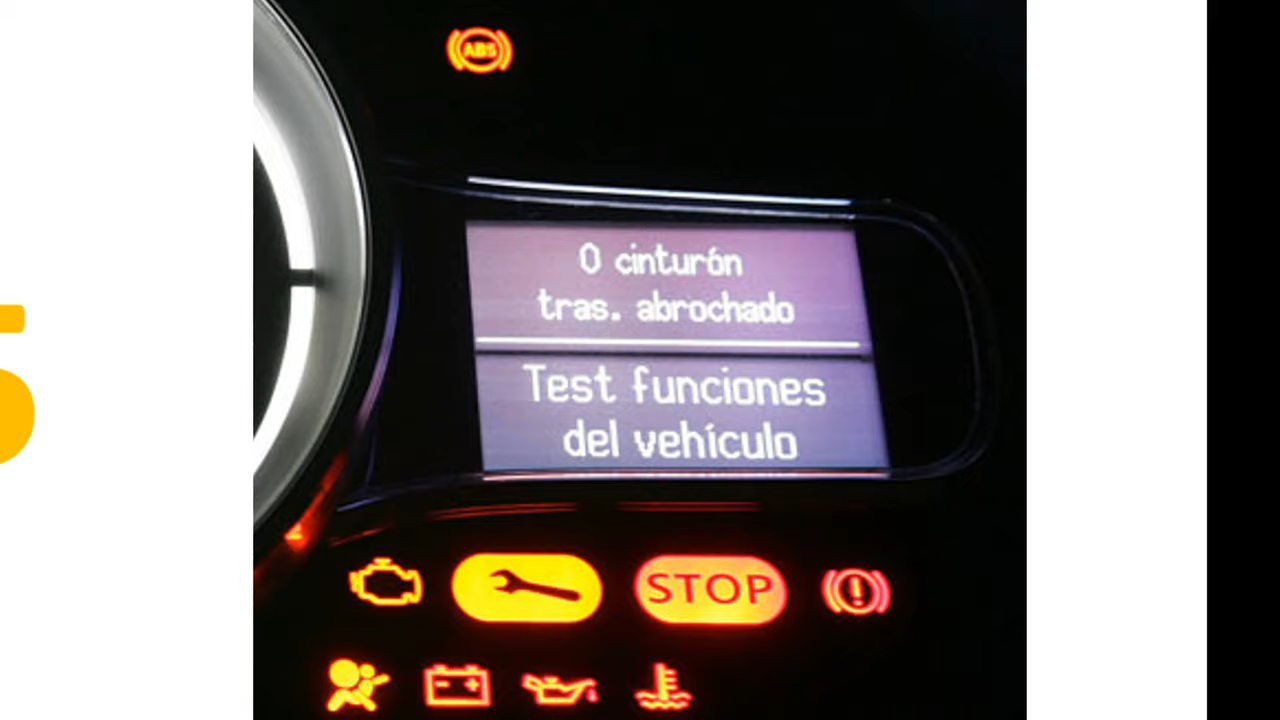 ABS
0 cinturón
tras. abrochado
Test funciones
del vehículo
STOP